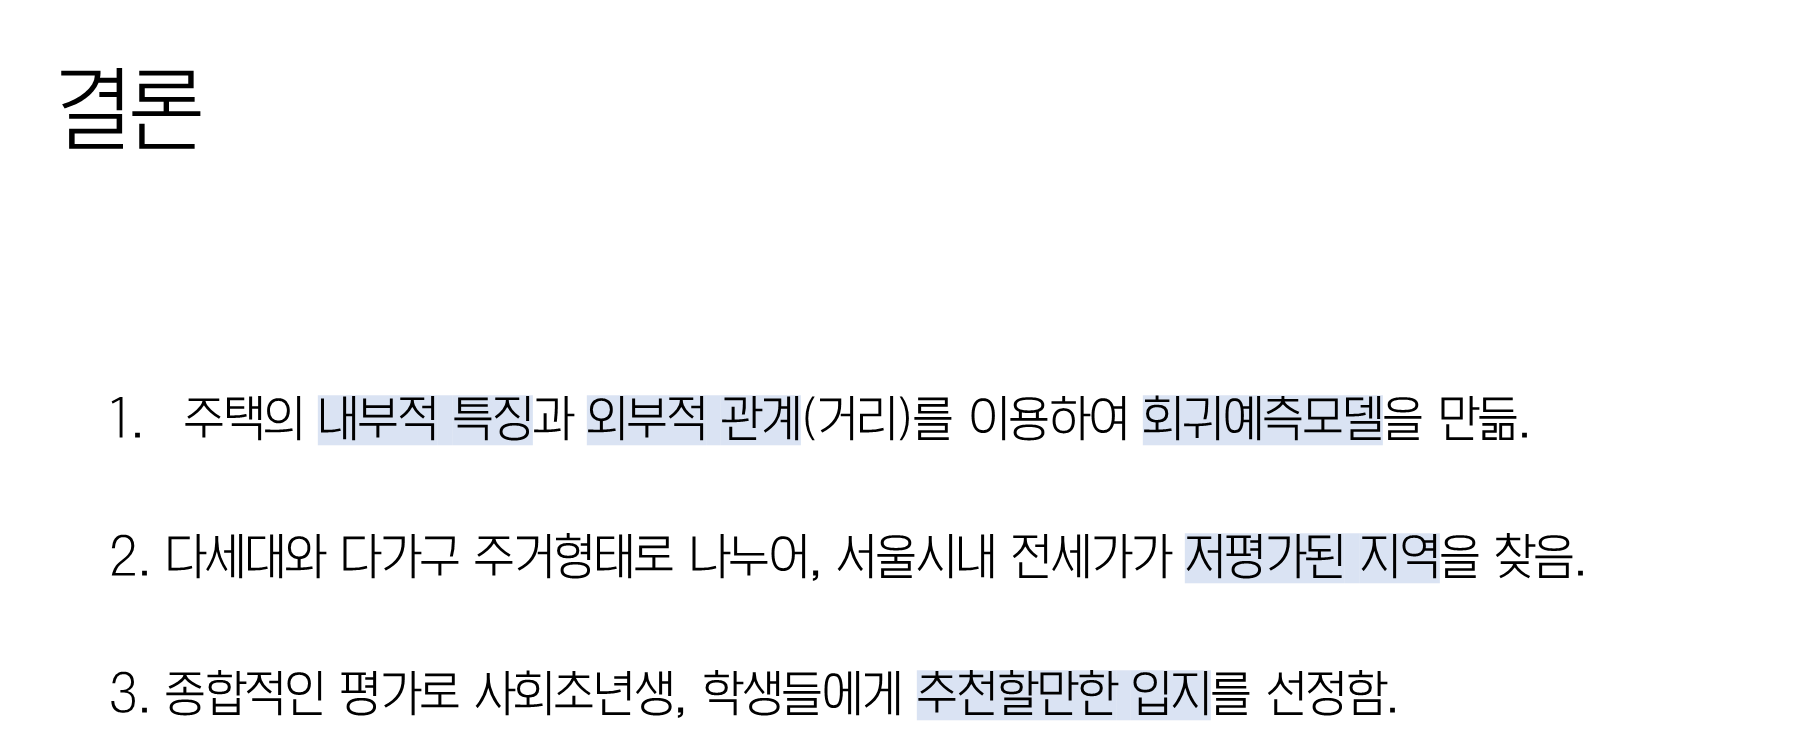 결론
1. 주택의 내부적 특징과 외부적 관계(거리)를 이용하여 회귀예측모델을 만듦.
2. 다세대와 다가구 주거형태로 나누어, 서울시내 전세가가 저평가된 지역을 찾음.
3. 종합적인 평가로 사회초년생, 학생들에게 추천할만한 입지를 선정함.